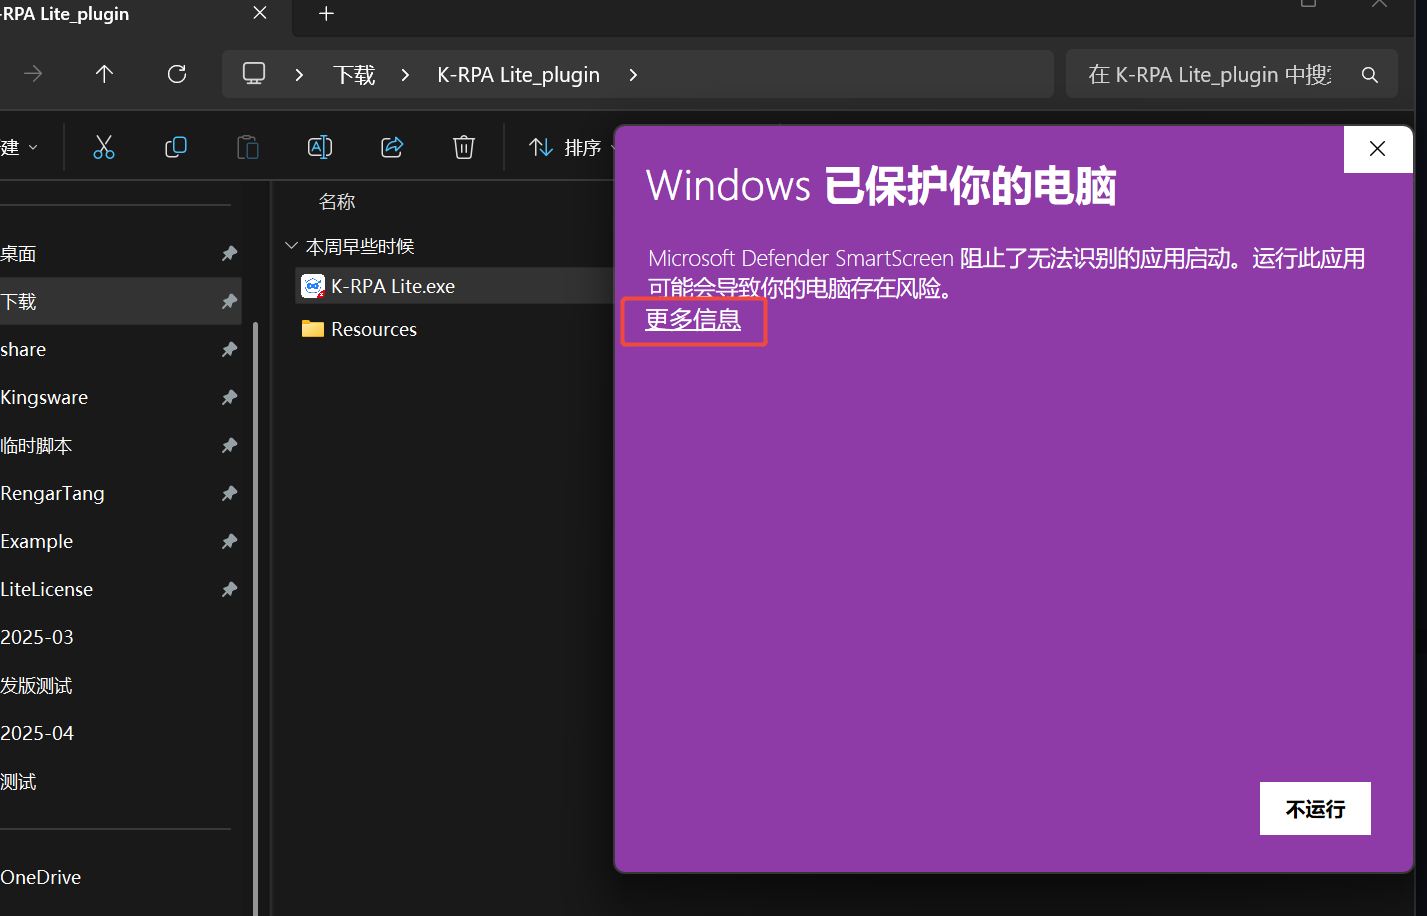 -RPA Lite_plugin
下载
K-RPA Lite_plugin
在 K-RPA Lite_plugin 中搜
建
排序
名称
本周早些时候
K-RPA Lite.exe
Resources
桌面
下载
share
Kingsware
临时脚本
RengarTang
Example
LiteLicense
2025-03
发版测试
2025-04
测试
OneDrive
Windows 已保护你的电脑
Microsoft Defender SmartScreen 阻止了无法识别的应用启动。运行此应用
可能会导致你的电脑存在风险。
更多信息
不运行